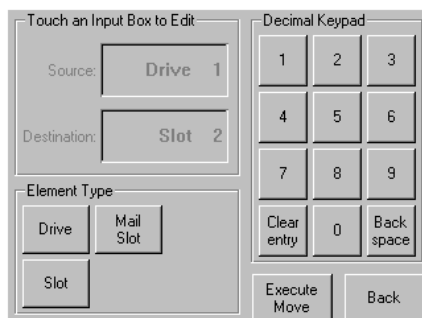 Touch an Input Box to Edit
Source: Drive 1
Destination: Slot 2
Element Type
Drive
Mail
Slot
Slot
Decimal Keypad
1 2 3
4 5 6
7 8 9
Clear
entry
0
Back
space
Execute
Move
Back